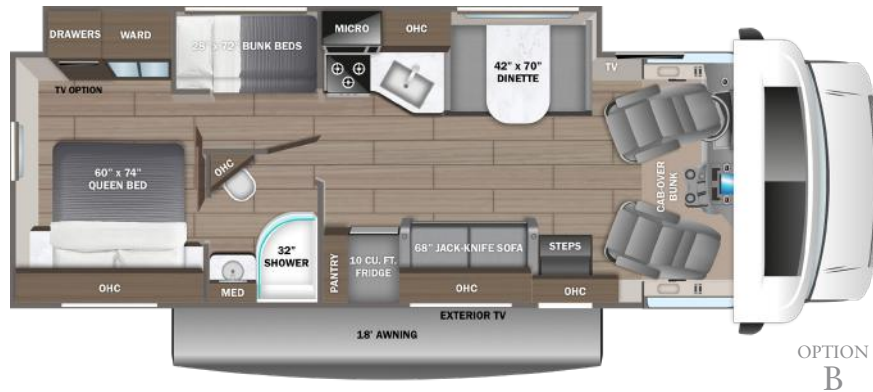 DRAWERS
WARD
TV OPTION
28" x 72" BUNK BEDS
MICRO
OHC
42" x 70"
DINETTE
TV
60" x 74"
QUEEN BED
OHC
CAB-OVER
BUNK
32"
SHOWER
PANTRY
10 CU. FT.
FRIDGE
68" JACK-KNIFE SOFA
STEPS
OHC
MED
OHC
OHC
EXTERIOR TV
18' AWNING
OPTION
B